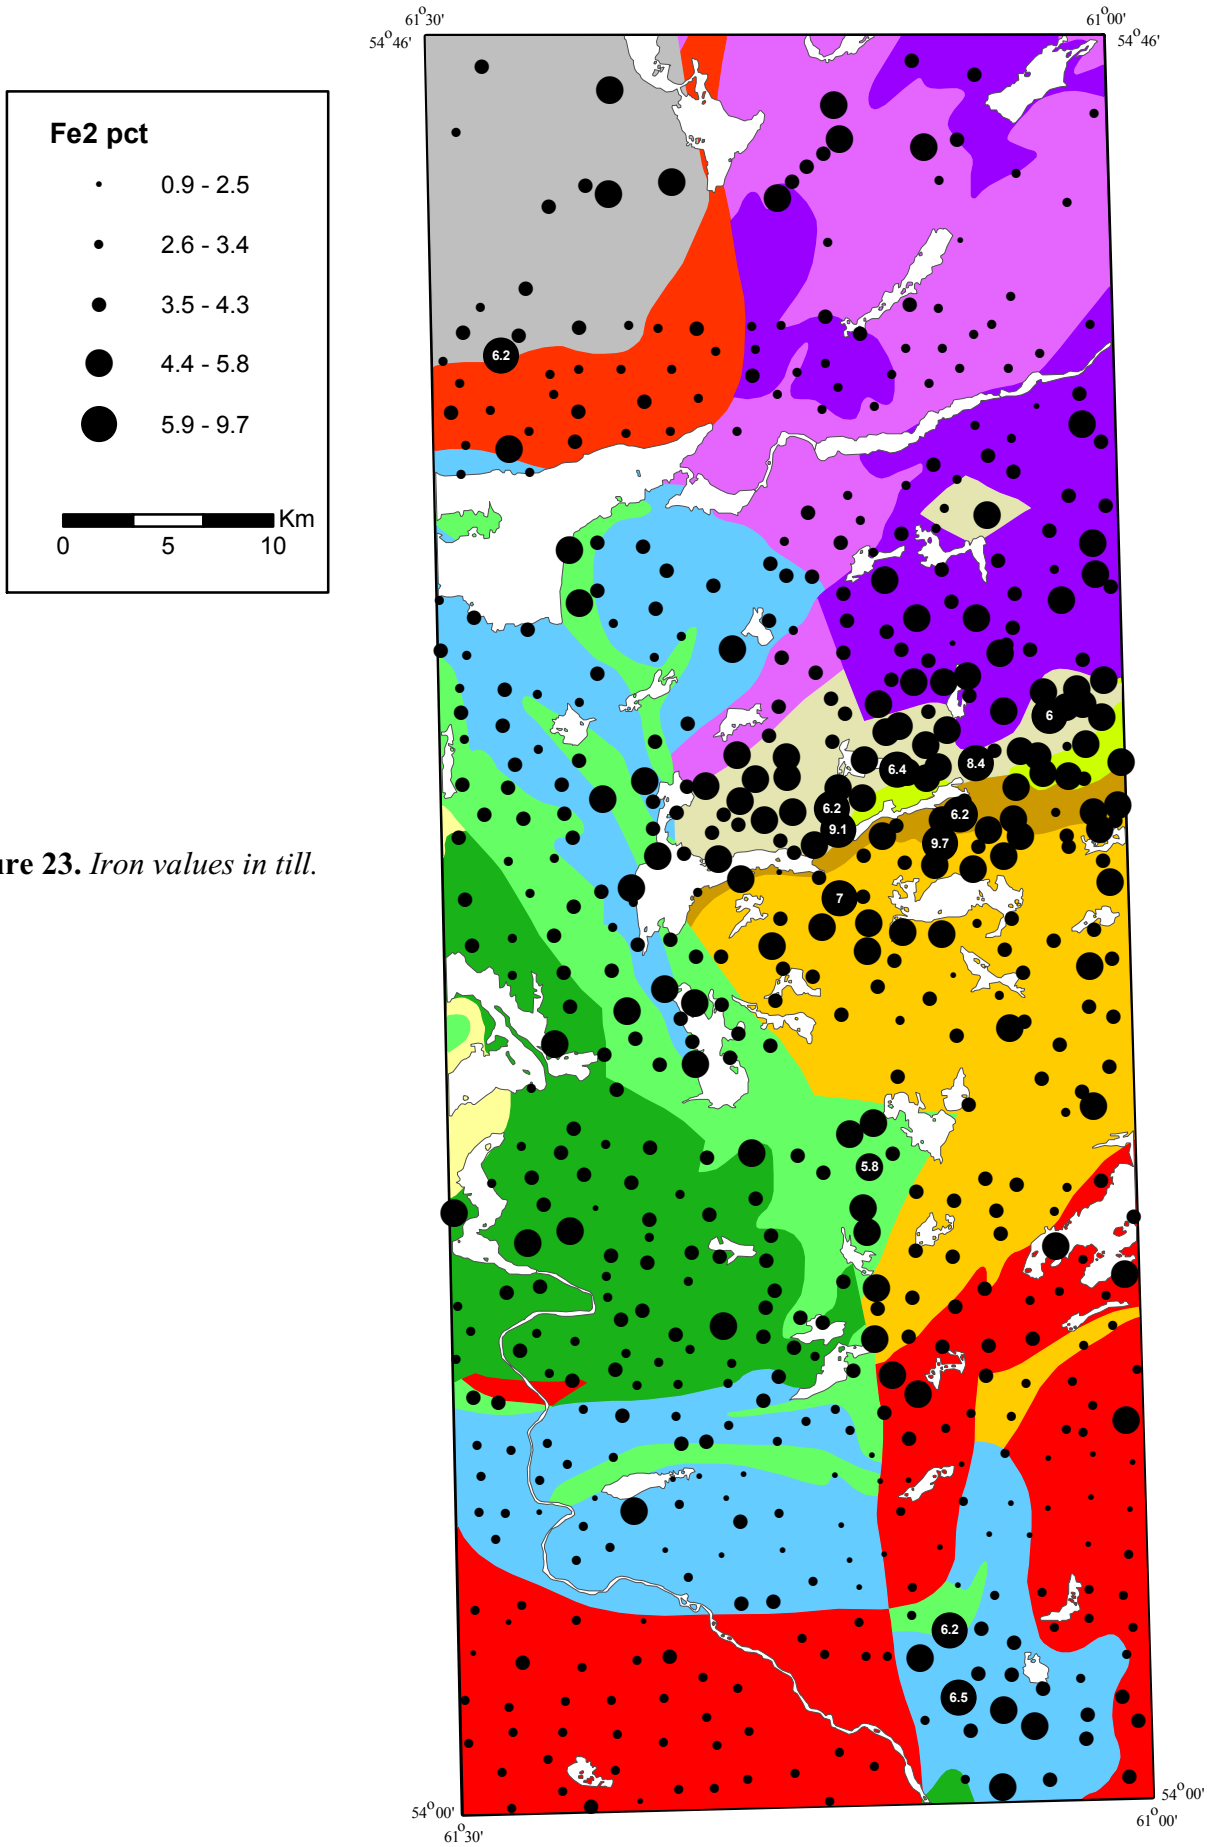 61°30'
61°00'
54°46'
54°46'
Fe2 pct
0.9 - 2.5
2.6 - 3.4
3.5 - 4.3
4.4 - 5.8
5.9 - 9.7
Km
0 5 10
6.2
6
6.4
8.4
6.2
6.2
9.1
9.7
ure 23. Iron values in till.
7
5.8
6.2
6.5
54°00'
54°00'
61°30'
61°00'